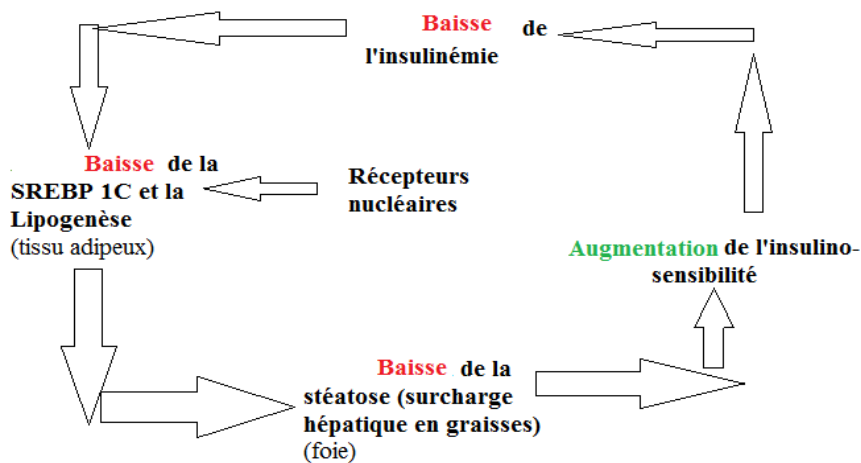 Baisse de
l'insulinémie
Baisse de la
SREBP 1C et la
Lipogenèse
(tissu adipeux)
Récepteurs
nucléaires
Augmentation de l'insulino-
sensibilité
Baisse de la
stéatose (surcharge
hépatique en graisses)
(foie)